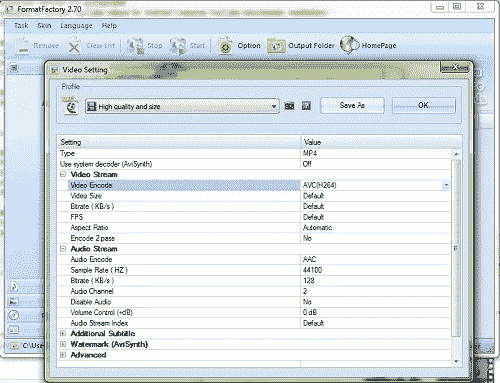 FormatFactory 2.70
Task Skin Language Help
Remove Clear List Stop Start Option Output Folder HomePage
Video Setting
Profile
High quality and size Save As OK
Setting Value
Type MP4
Use system decoder (AviSynth) Off
Video Stream
Video Encode AVC(H264)
Video Size Default
Bitrate ( KB/s ) Default
FPS Default
Aspect Ratio Automatic
Encode 2 pass No
Audio Stream
Audio Encode AAC
Sample Rate ( HZ ) 44100
Bitrate ( KB/s ) 128
Audio Channel 2
Disable Audio No
Volume Control (+dB) 0 dB
Audio Stream Index Default
Additional Subtitle
Watermark (AviSynth)
Advanced